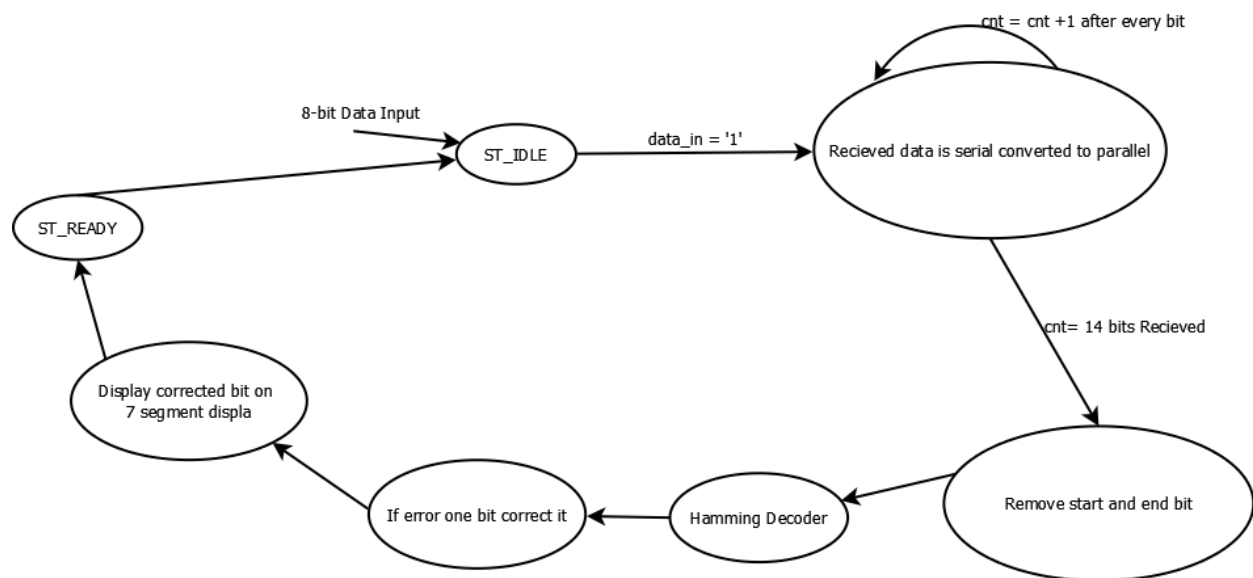 cnt = cnt +1 after every bit
8-bit Data Input
ST_IDLE
data_in = '1'
Recieved data is serial converted to parallel
ST_READY
cnt= 14 bits Recieved
Display corrected bit on
7 segment displa
If error one bit correct it
Hamming Decoder
Remove start and end bit